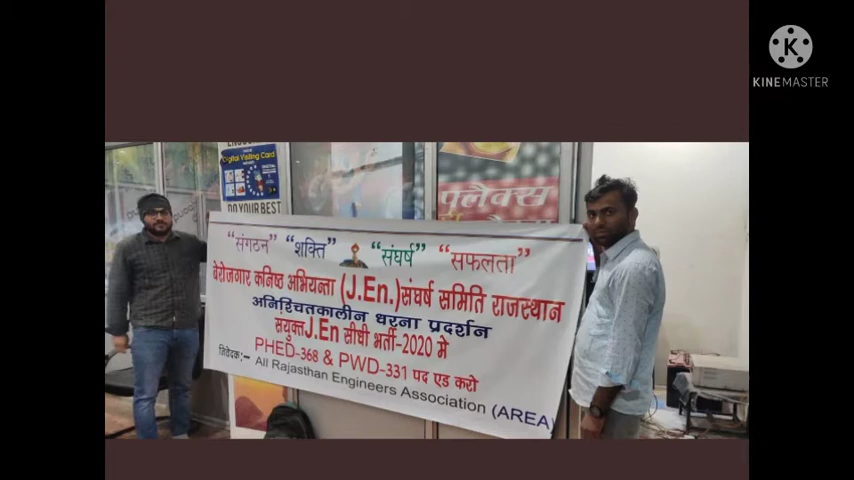 KINEMASTER
Digital Visiting Card
DO YOUR BEST
फ्लैक्स
"संगठन" "शक्ति" "संघर्ष" "सफलता"
बेरोजगार कनिष्ठ अभियन्ता (J.En.) संघर्ष समिति राजस्थान
अनिश्चितकालीन धरना प्रदर्शन
संयुक्त J.En सीधी भर्ती-2020 मे
PHED-368 & PWD-331 पद एड करो
निवेदक:-
All Rajasthan Engineers Association (AREA)